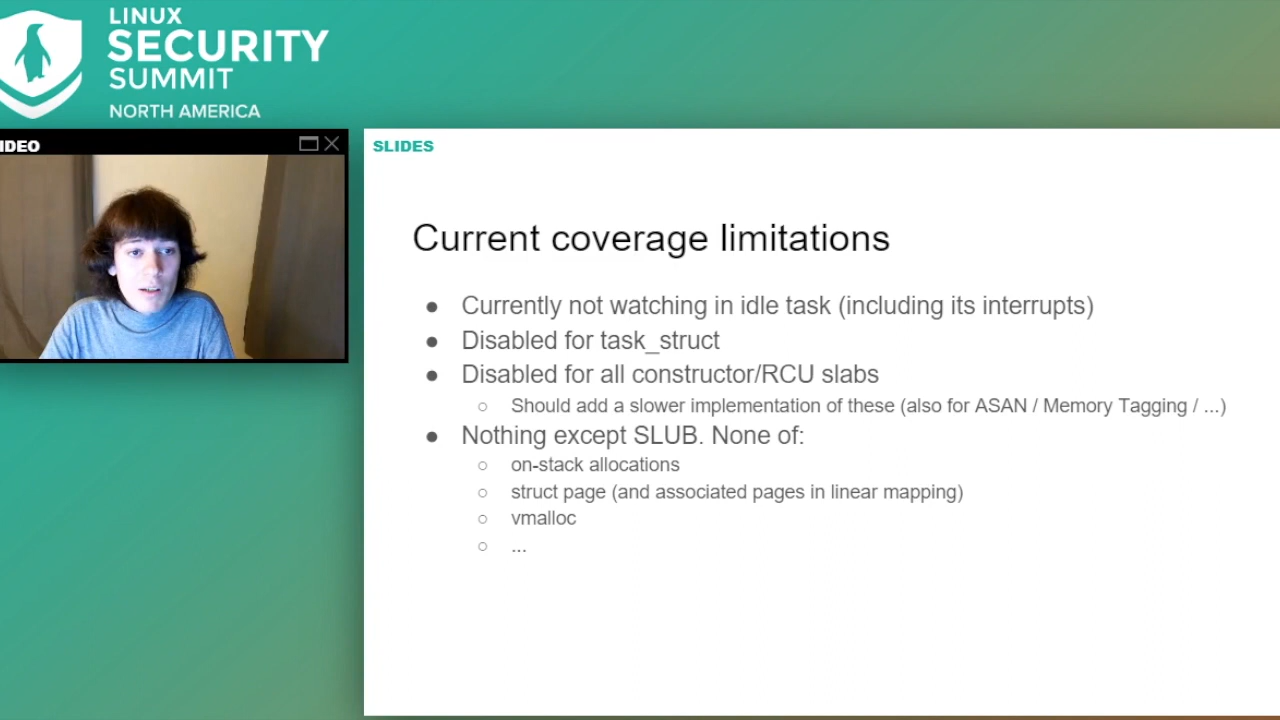 LINUX
SECURITY
SUMMIT
NORTH AMERICA
IDEO
SLIDES
Current coverage limitations
● Currently not watching in idle task (including its interrupts)
● Disabled for task_struct
● Disabled for all constructor/RCU slabs
○ Should add a slower implementation of these (also for ASAN / Memory Tagging / ...)
● Nothing except SLUB. None of:
○ on-stack allocations
○ struct page (and associated pages in linear mapping)
○ vmalloc
○ ...